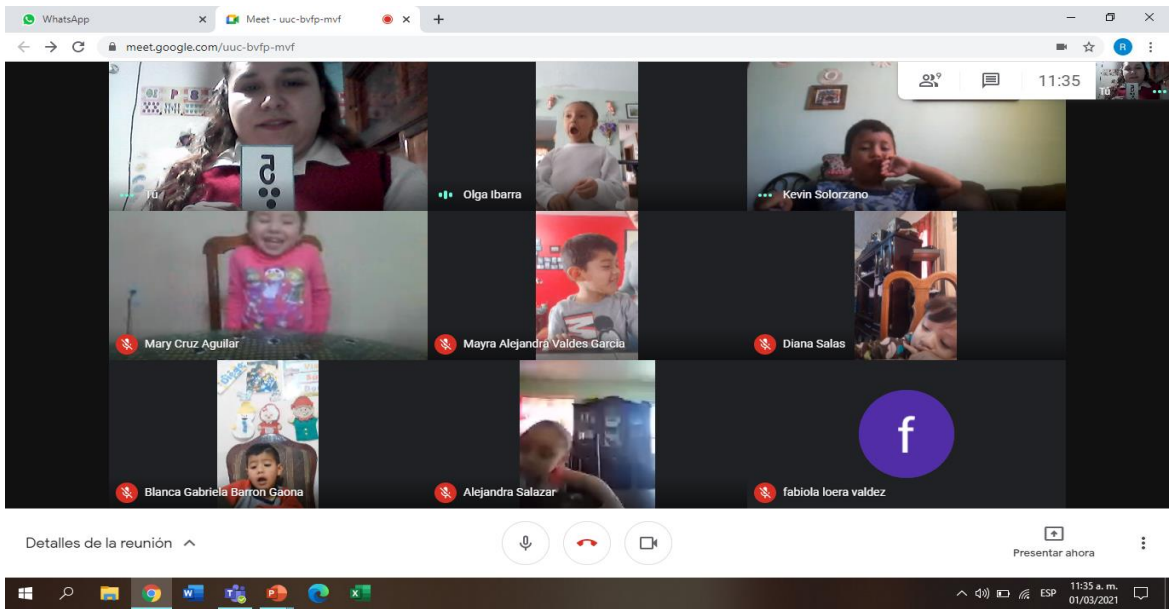 WhatsApp
Meet - uuc-bvfp-mvf
meet.google.com/uuc-bvfp-mvf
R
9
11:35
Tú
5
Tú
Olga Ibarra
Kevin Solorzano
Mary Cruz Aguilar
Mayra Alejandra Valdes Garcia
Diana Salas
Blanca Gabriela Barron Gaona
Alejandra Salazar
f
fabiola loera valdez
Detalles de la reunión
Presentar ahora
ESP
11:35 a. m.
01/03/2021